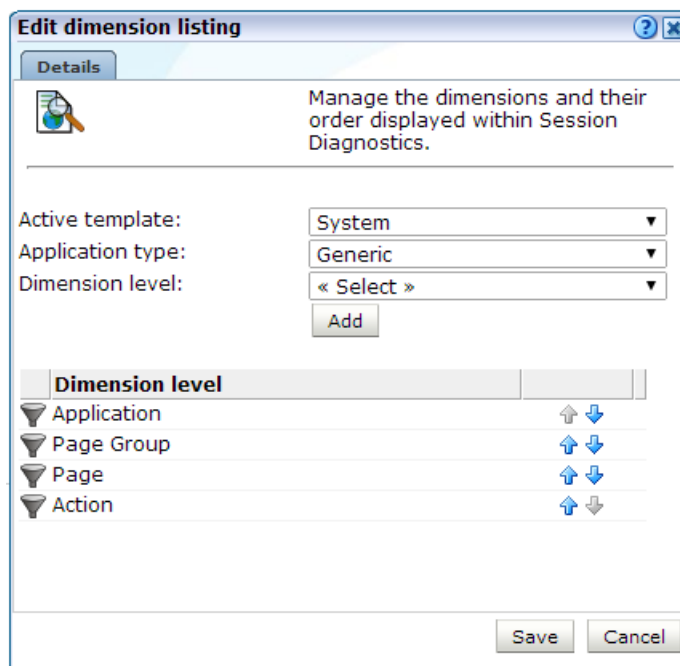 Edit dimension listing
Details
Manage the dimensions and their
order displayed within Session
Diagnostics.
Active template:
System
Application type:
Generic
Dimension level:
« Select »
Add
Dimension level
Application
Page Group
Page
Action
Save
Cancel